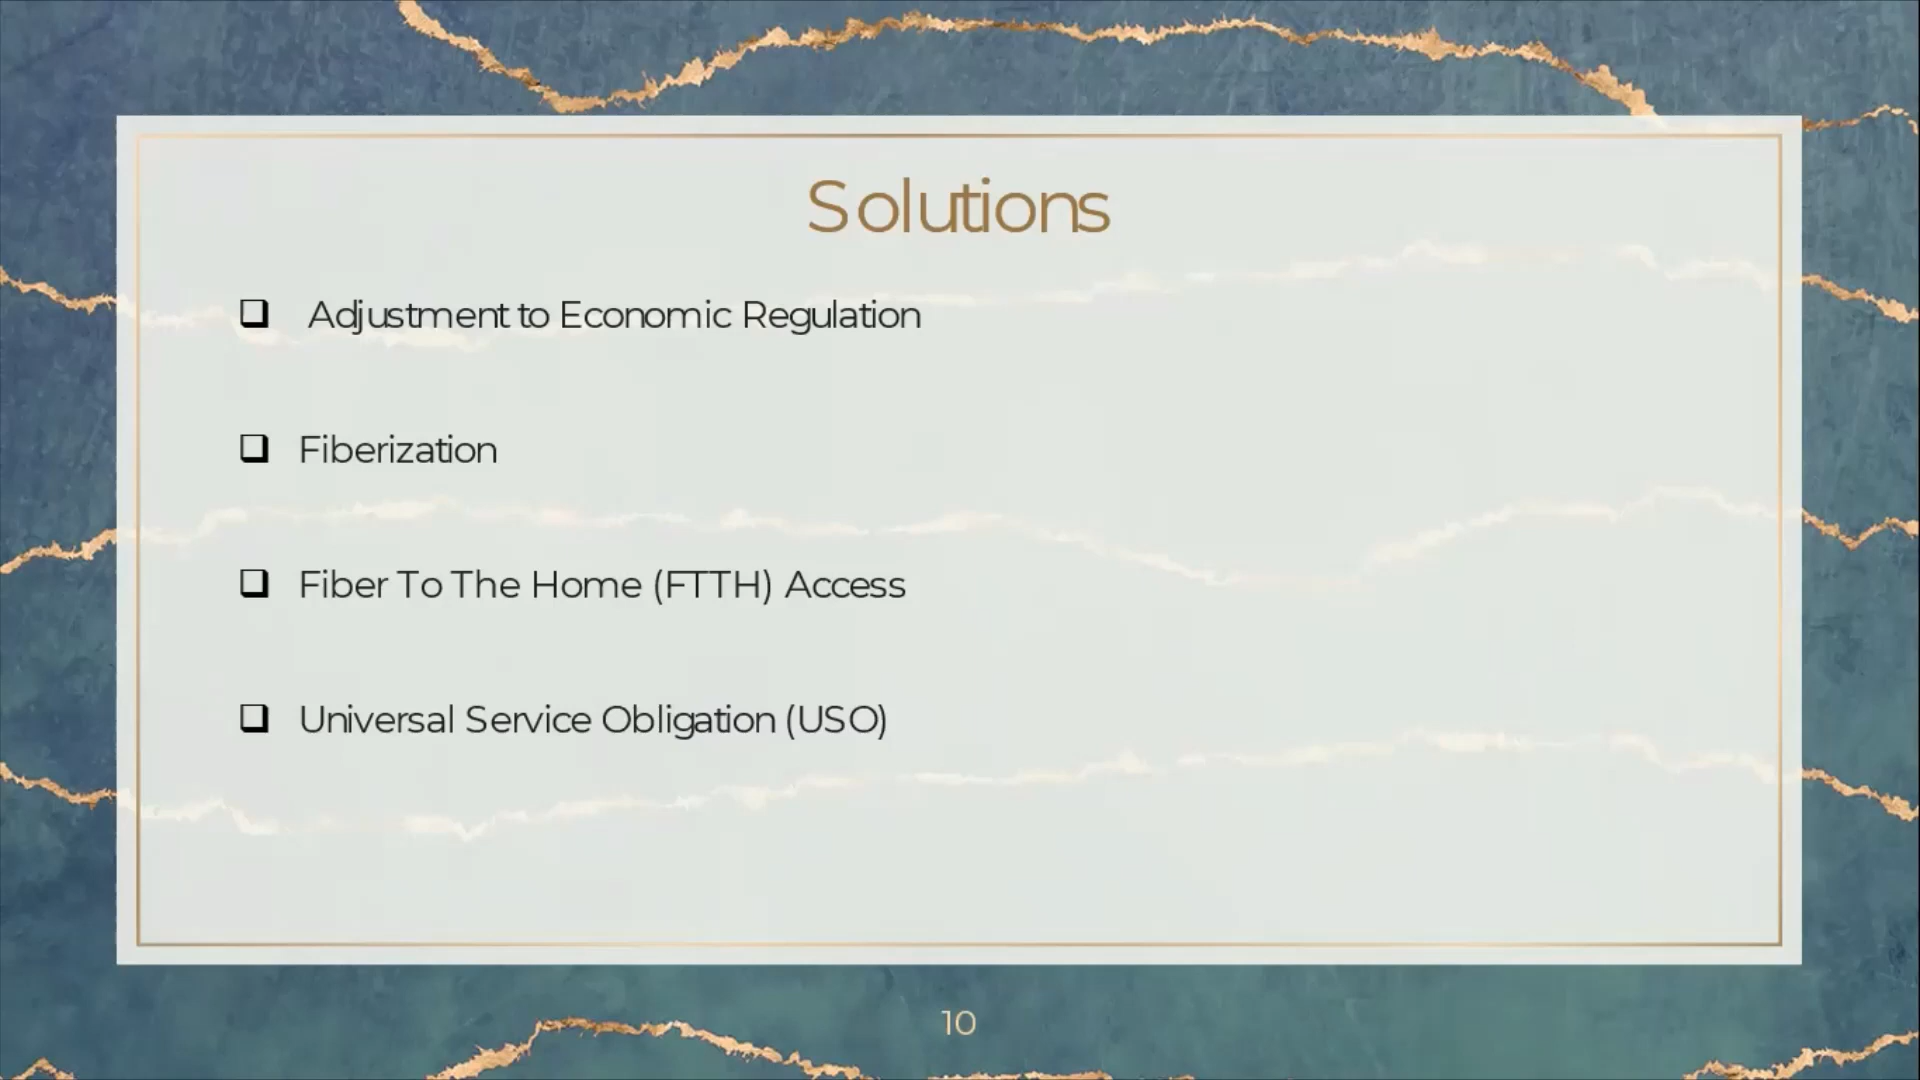 Solutions
❑ Adjustment to Economic Regulation
❑ Fiberization
❑ Fiber To The Home (FTTH) Access
❑ Universal Service Obligation (USO)
10